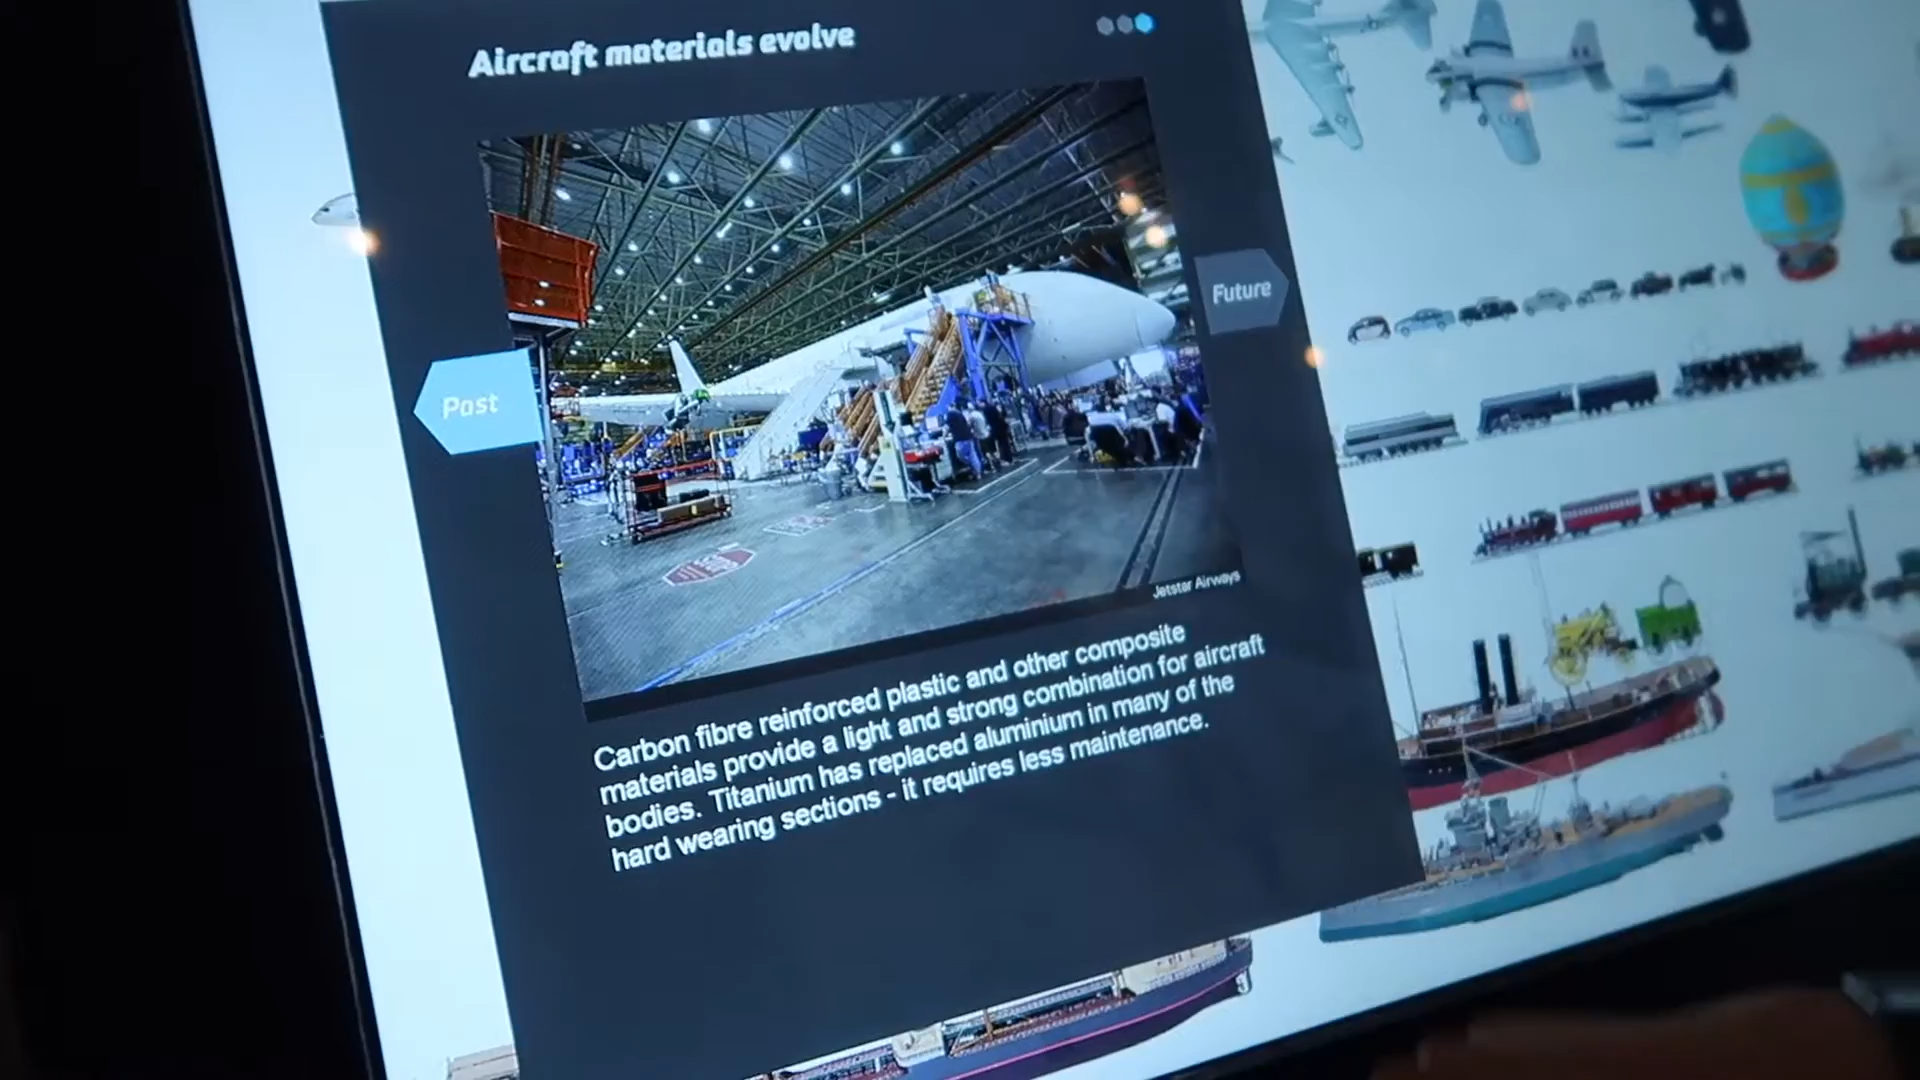 Aircraft materials evolve
Future
Past
Jetstar Airways
Carbon fibre reinforced plastic and other composite
materials provide a light and strong combination for aircraft
bodies. Titanium has replaced aluminium in many of the
hard wearing sections - it requires less maintenance.